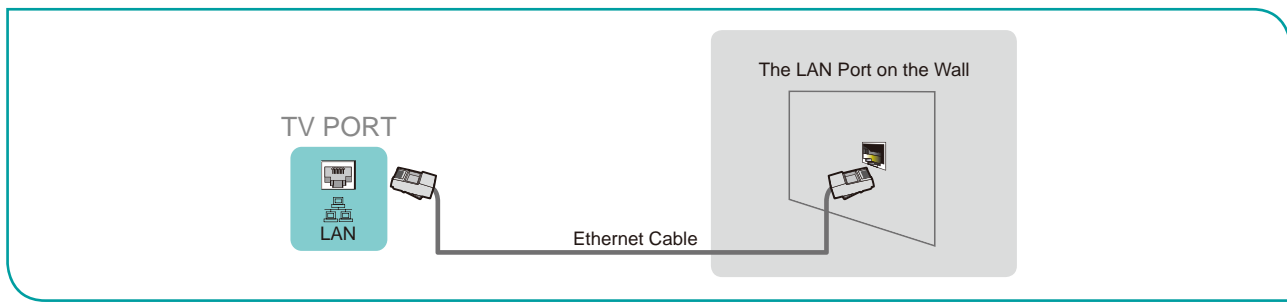 The LAN Port on the Wall
TV PORT
LAN
Ethernet Cable